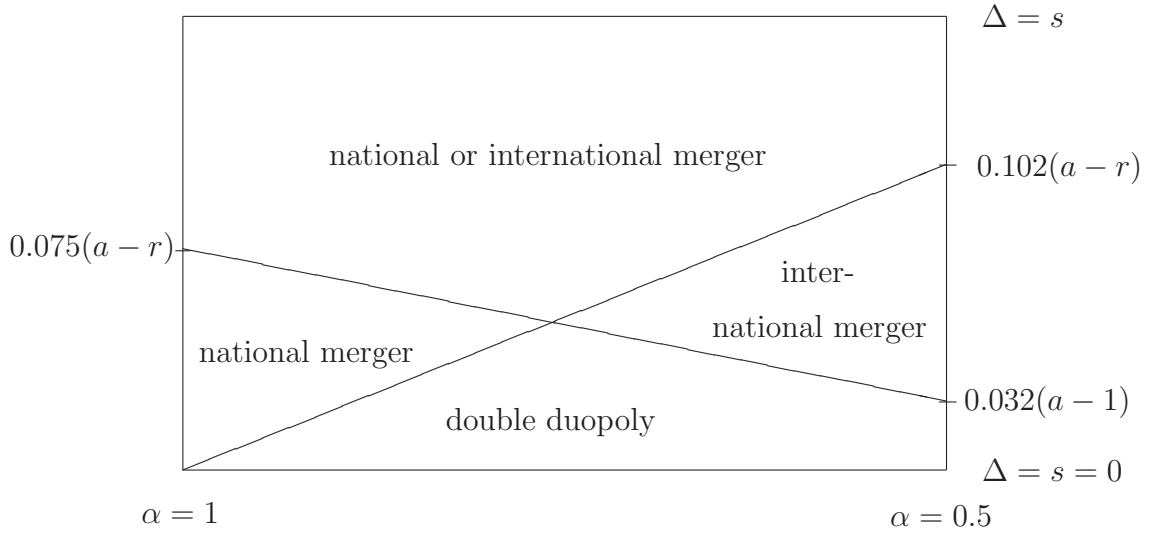 Δ = s
national or international merger
0.102(a − r)
0.075(a − r)
inter-
national merger
national merger
0.032(a − 1)
double duopoly
Δ = s = 0
α = 1
α = 0.5